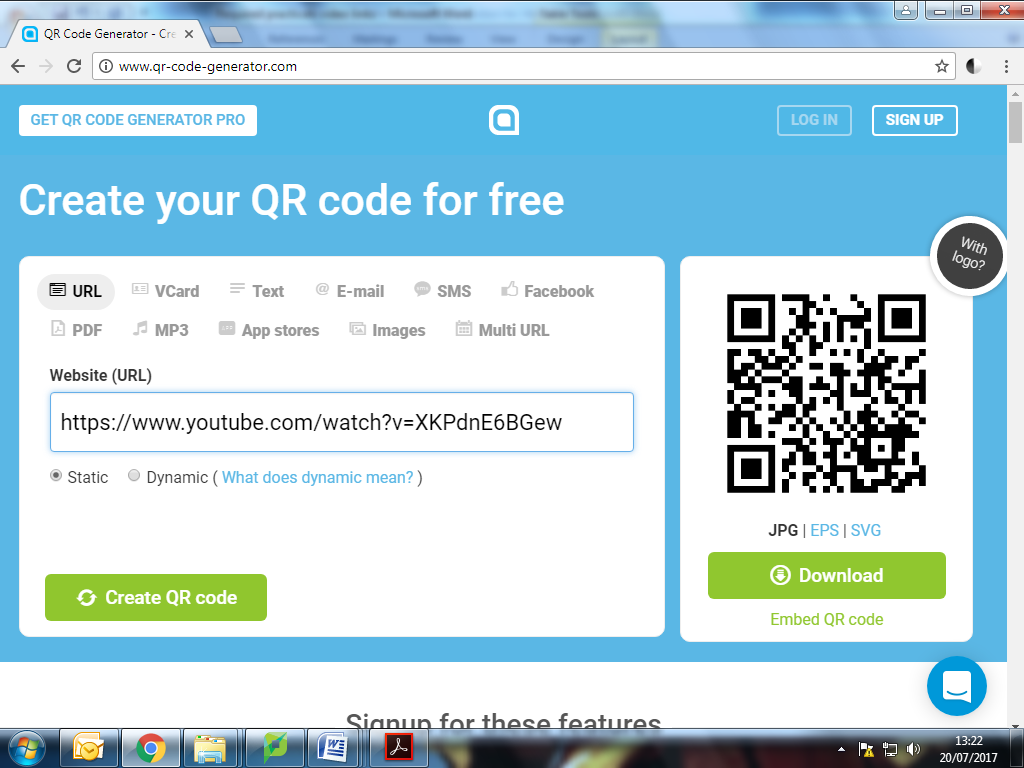 QR Code Generator - Cre
www.qr-code-generator.com
GET QR CODE GENERATOR PRO
LOG IN
SIGN UP
Create your QR code for free
With logo?
URL
VCard
Text
E-mail
SMS
Facebook
PDF
MP3
App stores
Images
Multi URL
Website (URL)
https://www.youtube.com/watch?v=XKPdnE6BGew
Static
Dynamic ( What does dynamic mean? )
JPG | EPS | SVG
Download
Create QR code
Embed QR code
Signup for these features
13:22
20/07/2017